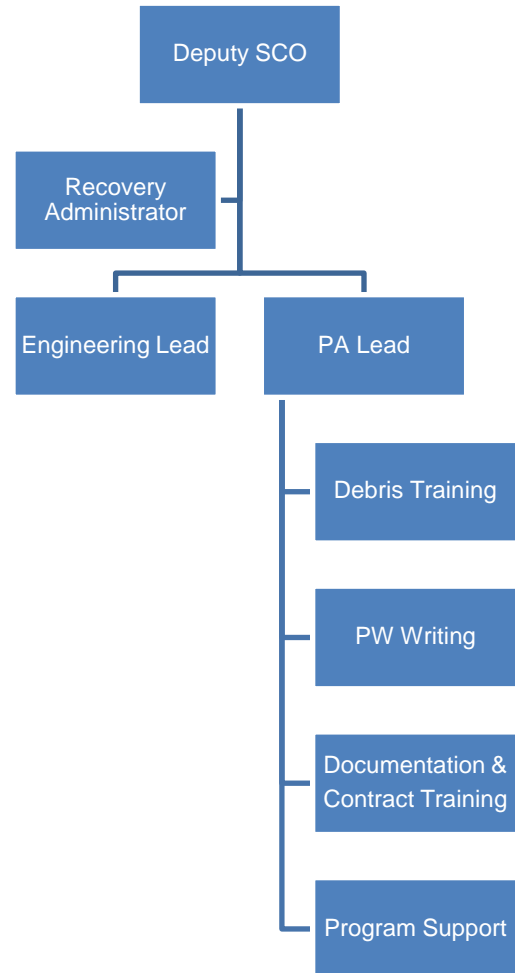 Deputy SCO
Recovery
Administrator
Engineering Lead
PA Lead
Debris Training
PW Writing
Documentation &
Contract Training
Program Support